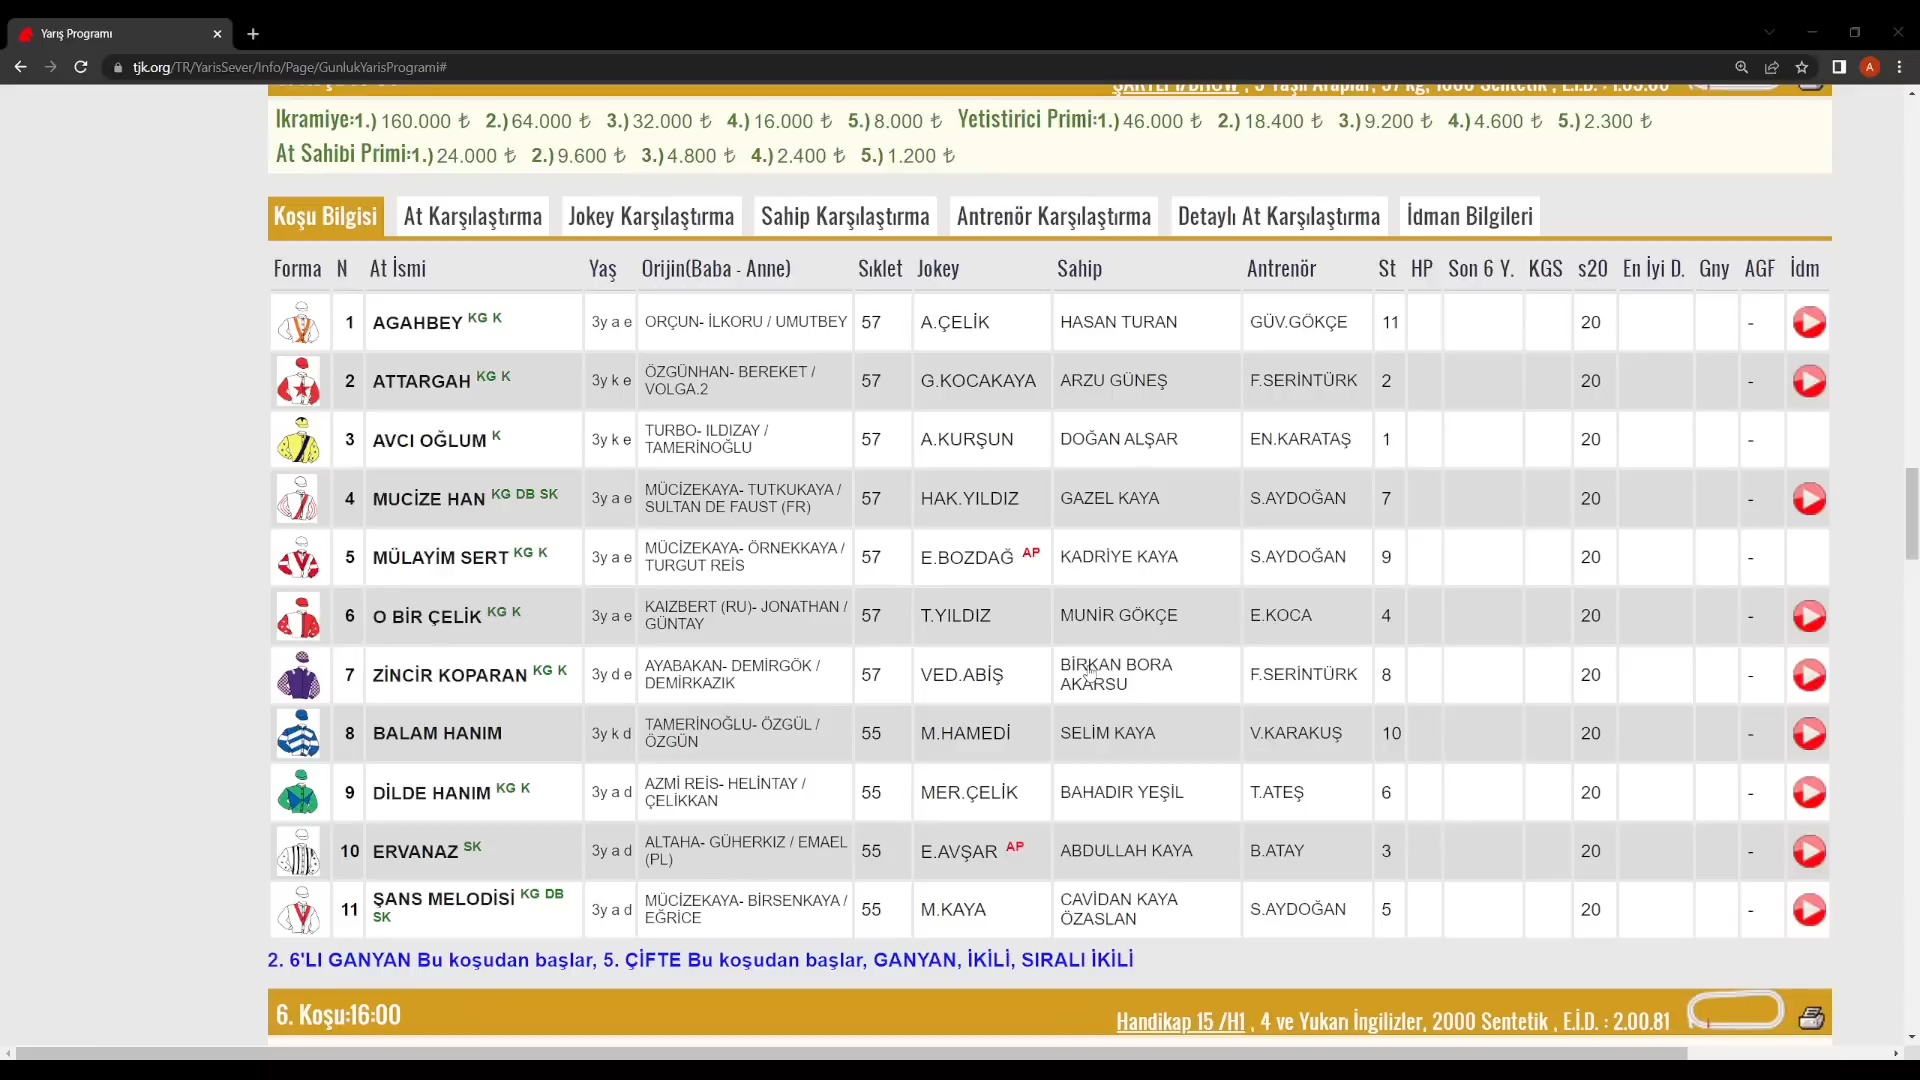 Yarış Programı
tjk.org/TR/YarisSever/Info/Page/GunlukYarisProgrami#
A
ŞARTLI 1/DHÖW , 3 Yaşlı Araplar, 57 kg, 1000 Sentetik , E.İ.D. :
Ikramiye:1.) 160.000 ₺ 2.) 64.000 ₺ 3.) 32.000 ₺ 4.) 16.000 ₺ 5.) 8.000 ₺ Yetistirici Primi:1.) 46.000 ₺ 2.) 18.400 ₺ 3.) 9.200 ₺ 4.) 4.600 ₺ 5.) 2.300 ₺
At Sahibi Primi:1.) 24.000 ₺ 2.) 9.600 ₺ 3.) 4.800 ₺ 4.) 2.400 ₺ 5.) 1.200 ₺
Koşu Bilgisi At Karşılaştırma Jokey Karşılaştırma Sahip Karşılaştırma Antrenör Karşılaştırma Detaylı At Karşılaştırma İdman Bilgileri
Forma N At İsmi Yaş Orijin(Baba - Anne) Sıklet Jokey Sahip Antrenör St HP Son 6 Y. KGS s20 En İyi D. Gny AGF İdm
1 AGAHBEY KG K 3y a e ORÇUN- İLKORU / UMUTBEY 57 A.ÇELİK HASAN TURAN GÜV.GÖKÇE 11 20 -
2 ATTARGAH KG K 3y k e ÖZGÜNHAN- BEREKET / 57 G.KOCAKAYA ARZU GÜNEŞ F.SERİNTÜRK 2 20 -
VOLGA.2
3 AVCI OĞLUM K 3y k e TURBO- ILDIZAY / 57 A.KURŞUN DOĞAN ALŞAR EN.KARATAŞ 1 20 -
TAMERİNOĞLU
4 MUCİZE HAN KG DB SK 3y a e MÜCİZEKAYA- TUTKUKAYA / 57 HAK.YILDIZ GAZEL KAYA S.AYDOĞAN 7 20 -
SULTAN DE FAUST (FR)
5 MÜLAYİM SERT KG K 3y a e MÜCİZEKAYA- ÖRNEKKAYA / 57 E.BOZDAĞ AP KADRİYE KAYA S.AYDOĞAN 9 20 -
TURGUT REİS
6 O BİR ÇELİK KG K 3y a e KAIZBERT (RU)- JONATHAN / 57 T.YILDIZ MUNİR GÖKÇE E.KOCA 4 20 -
GÜNTAY
7 ZİNCİR KOPARAN KG K 3y d e AYABAKAN- DEMİRGÖK / 57 VED.ABİŞ BİRKAN BORA F.SERİNTÜRK 8 20 -
DEMİRKAZIK AKARSU
8 BALAM HANIM 3y k d TAMERİNOĞLU- ÖZGÜL / 55 M.HAMEDİ SELİM KAYA V.KARAKUŞ 10 20 -
ÖZGÜN
9 DİLDE HANIM KG K 3y a d AZMİ REİS- HELİNTAY / 55 MER.ÇELİK BAHADIR YEŞİL T.ATEŞ 6 20 -
ÇELİKKAN
10 ERVANAZ SK 3y a d ALTAHA- GÜHERKIZ / EMAEL 55 E.AVŞAR AP ABDULLAH KAYA B.ATAY 3 20 -
(PL)
11 ŞANS MELODİSİ KG DB 3y a d MÜCİZEKAYA- BİRSENKAYA / 55 M.KAYA CAVİDAN KAYA S.AYDOĞAN 5 20 -
SK EĞRİCE ÖZASLAN
2. 6'LI GANYAN Bu koşudan başlar, 5. ÇİFTE Bu koşudan başlar, GANYAN, İKİLİ, SIRALI İKİLİ
6. Koşu:16:00
Handikap 15 /H1 , 4 ve Yukarı İngilizler, 2000 Sentetik , E.İ.D. : 2.00.81